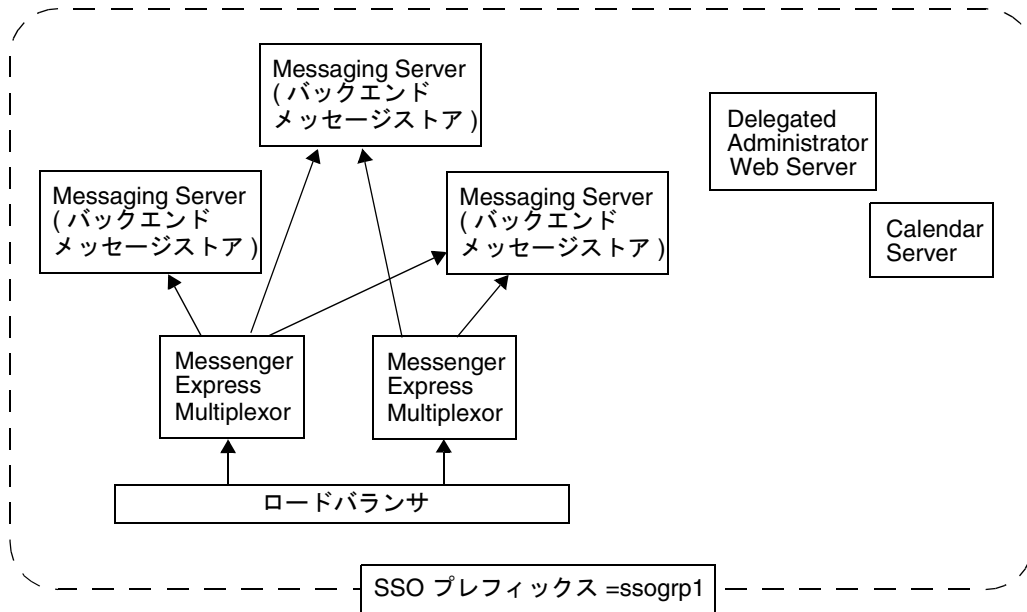 Messaging Server
( バックエンド
メッセージストア )
Delegated
Administrator
Web Server
Messaging Server
( バックエンド
メッセージストア )
Messaging Server
( バックエンド
メッセージストア )
Calendar
Server
Messenger
Express
Multiplexor
Messenger
Express
Multiplexor
ロードバランサ
SSO プレフィックス =ssogrp1